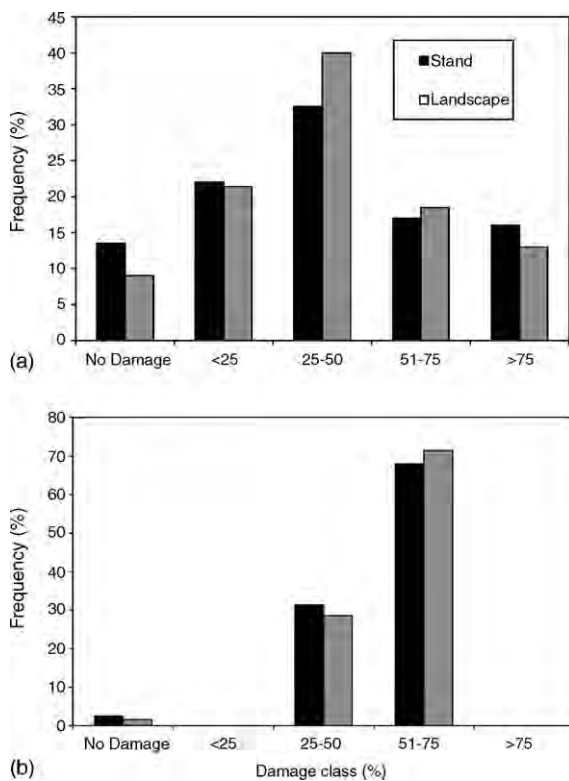 45
40
35
30
25
20
15
10
5
0
Frequency (%)
Stand
Landscape
No Damage <25 25-50 51-75 >75
(a)
80
70
60
50
40
30
20
10
0
Frequency (%)
No Damage <25 25-50 51-75 >75
(b)
Damage class (%)